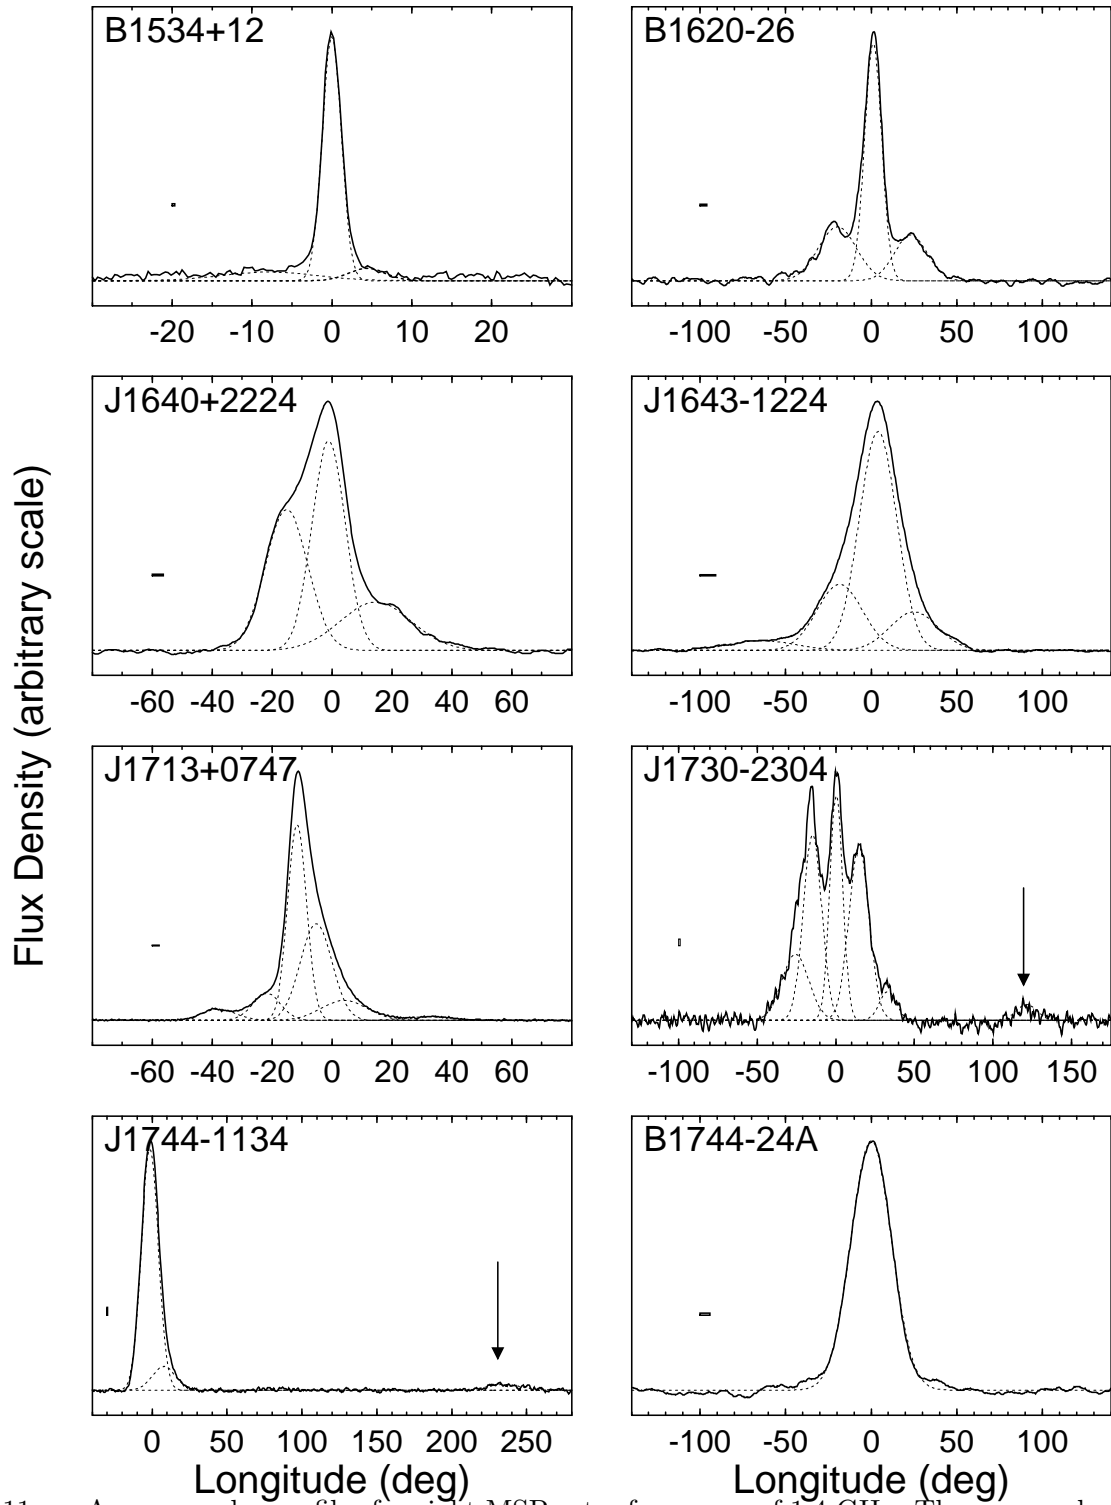 B1534+12
B1620-26
-20 -10 0 10 20
-100 -50 0 50 100
J1640+2224
J1643-1224
-60 -40 -20 0 20 40 60
-100 -50 0 50 100
Flux Density (arbitrary scale)
J1713+0747
J1730-2304
-60 -40 -20 0 20 40 60
-100 -50 0 50 100 150
J1744-1134
B1744-24A
0 100 100 150 200 250
-100 -50 0 50 100
Longitude (deg)
Longitude (deg)